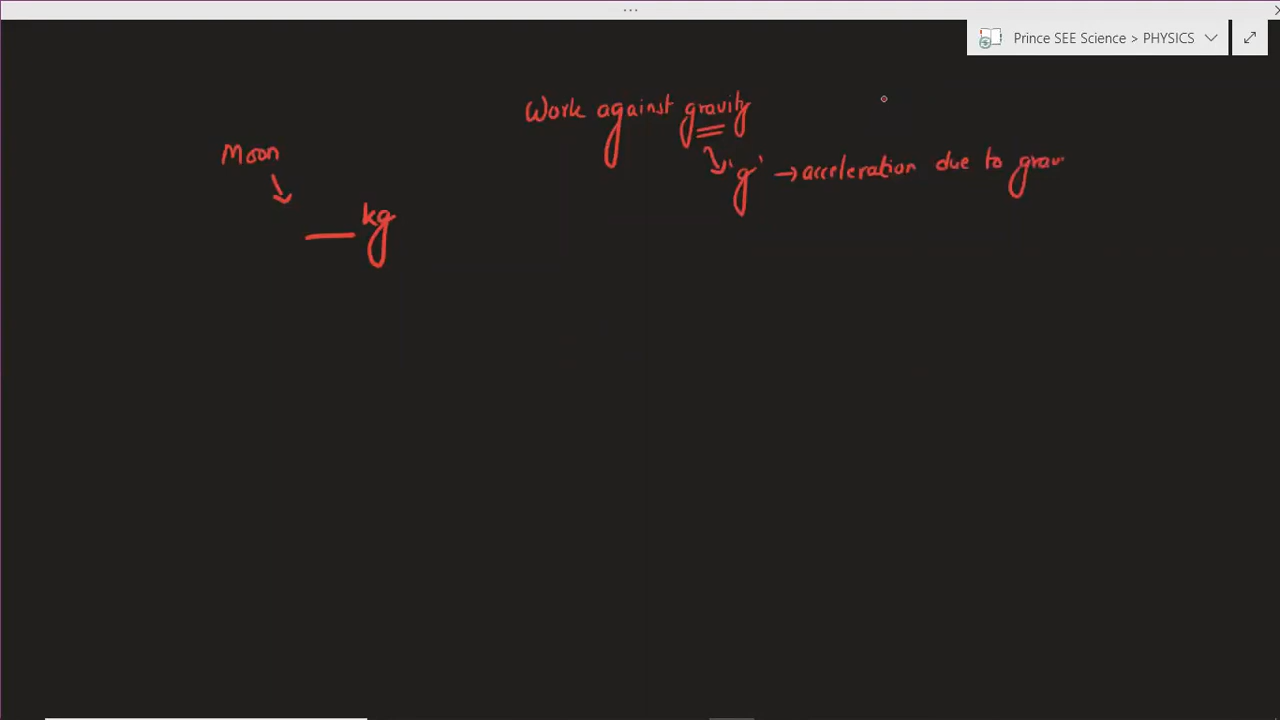 Prince SEE Science > PHYSICS
Work against gravity
Moon
'g' → acceleration due to grav
kg